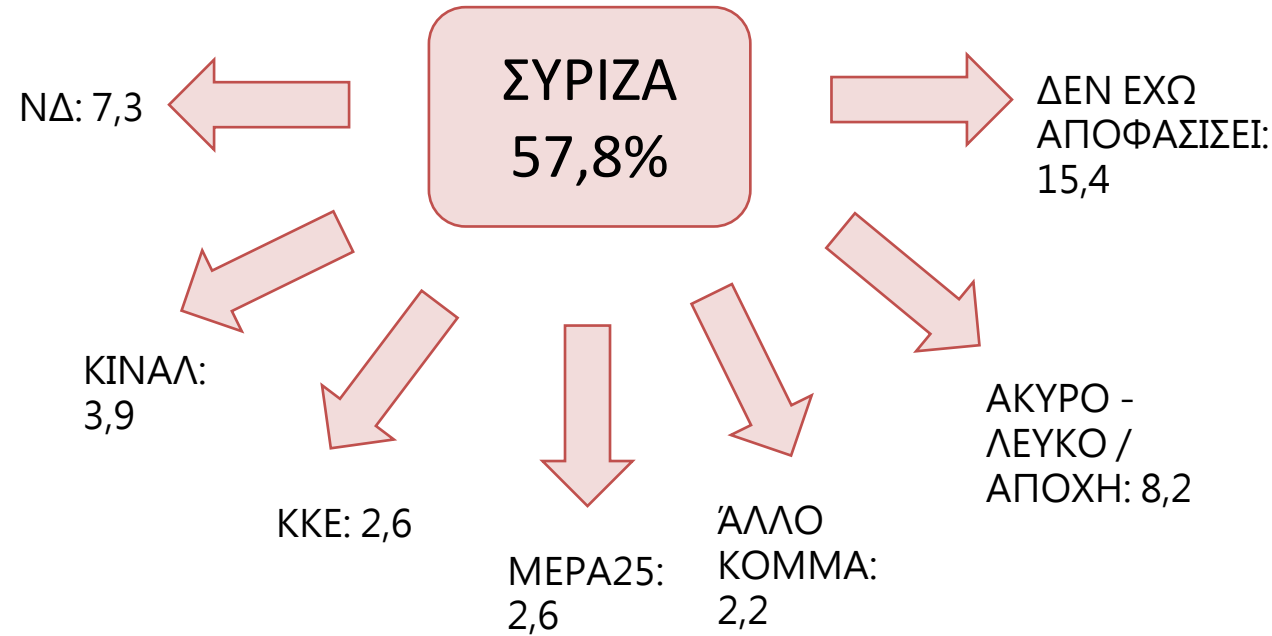 ΣΥΡΙΖΑ
57,8%
ΝΔ: 7,3
ΔΕΝ ΕΧΩ
ΑΠΟΦΑΣΙΣΕΙ:
15,4
ΚΙΝΑΛ:
3,9
ΚΚΕ: 2,6
ΜΕΡΑ25:
2,6
ΆΛΛΟ
ΚΟΜΜΑ:
2,2
ΑΚΥΡΟ -
ΛΕΥΚΟ /
ΑΠΟΧΗ: 8,2